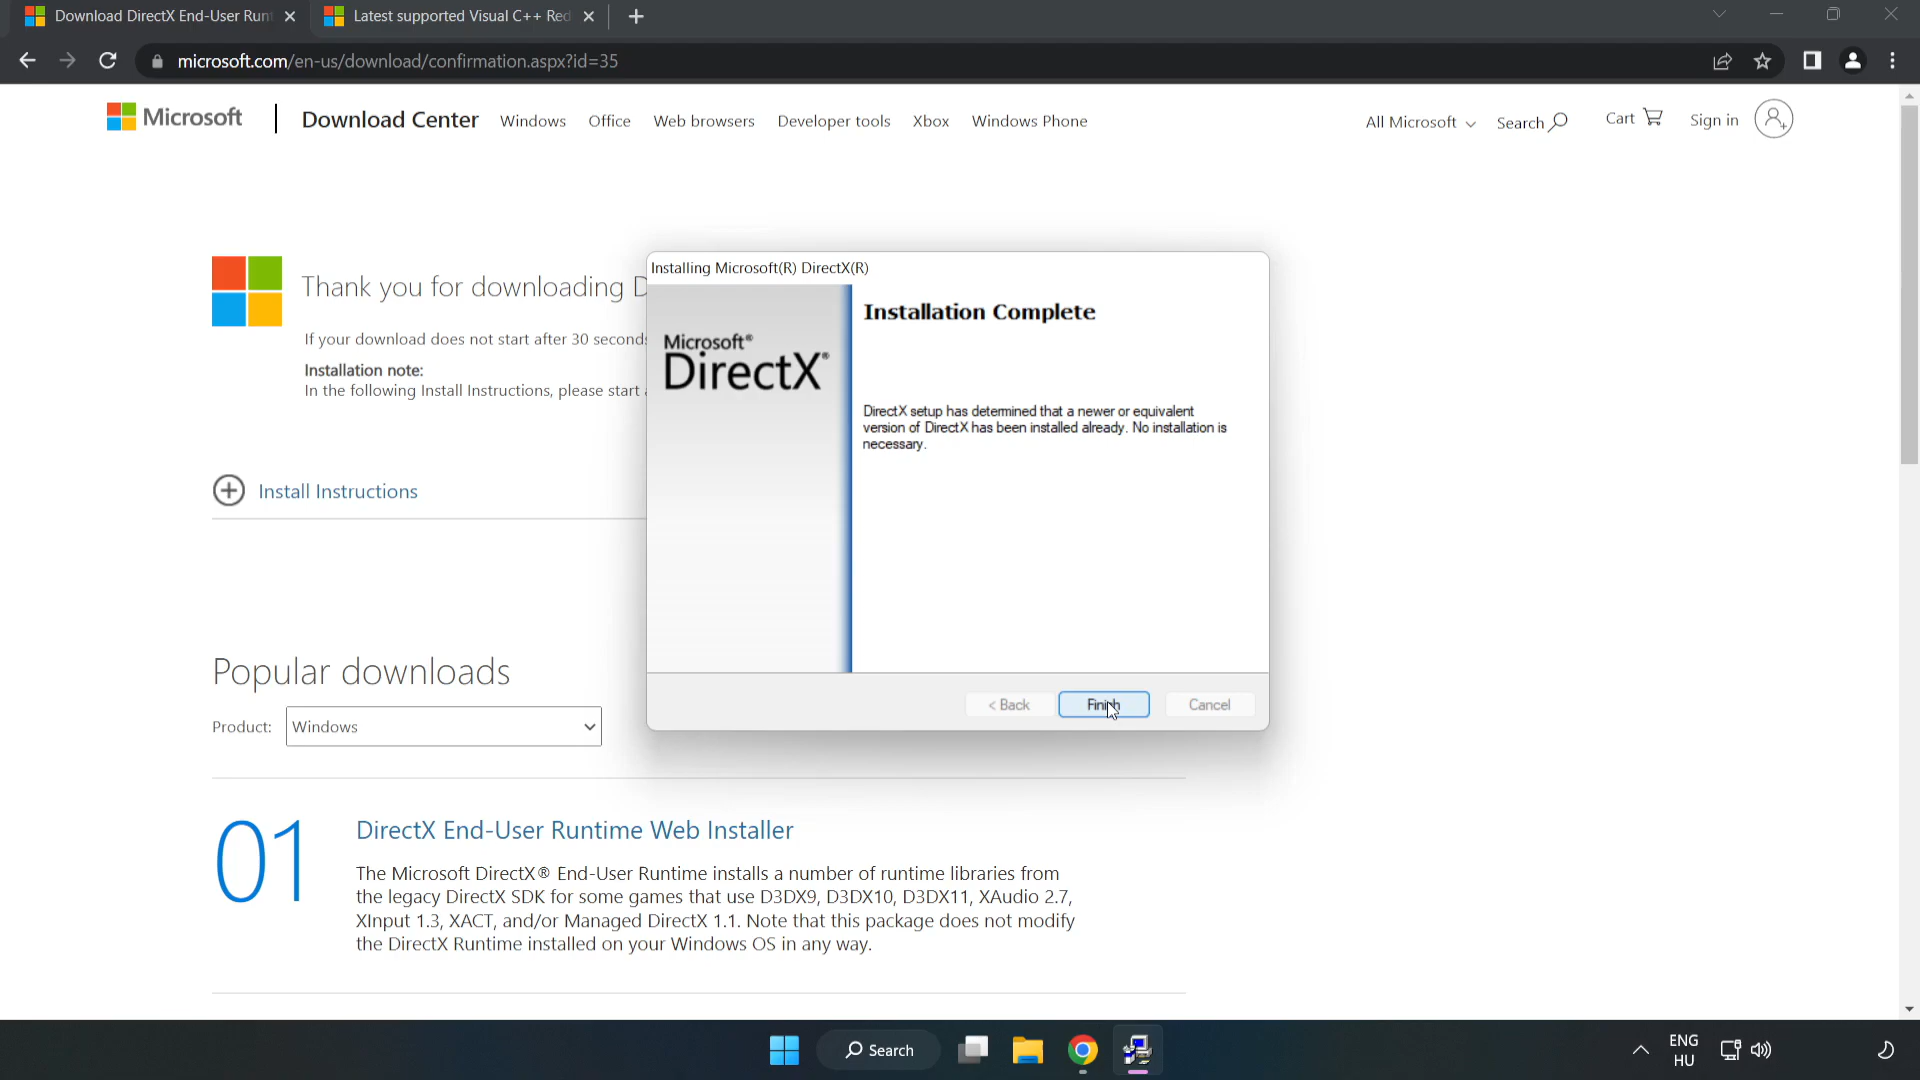 Download DirectX End-User Runt
Latest supported Visual C++ Red
microsoft.com/en-us/download/confirmation.aspx?id=35
Microsoft
Download Center
Windows
Office
Web browsers
Developer tools
Xbox
Windows Phone
All Microsoft
Search
Cart
Sign in
Thank you for downloading D
If your download does not start after 30 seconds
Installation note:
In the following Install Instructions, please start a
Install Instructions
Installing Microsoft(R) DirectX(R)
Microsoft®
DirectX®
Installation Complete
DirectX setup has determined that a newer or equivalent
version of DirectX has been installed already. No installation is
necessary.
< Back
Finish
Cancel
Popular downloads
Product:
Windows
01
DirectX End-User Runtime Web Installer
The Microsoft DirectX® End-User Runtime installs a number of runtime libraries from
the legacy DirectX SDK for some games that use D3DX9, D3DX10, D3DX11, XAudio 2.7,
XInput 1.3, XACT, and/or Managed DirectX 1.1. Note that this package does not modify
the DirectX Runtime installed on your Windows OS in any way.
Search
ENG
HU